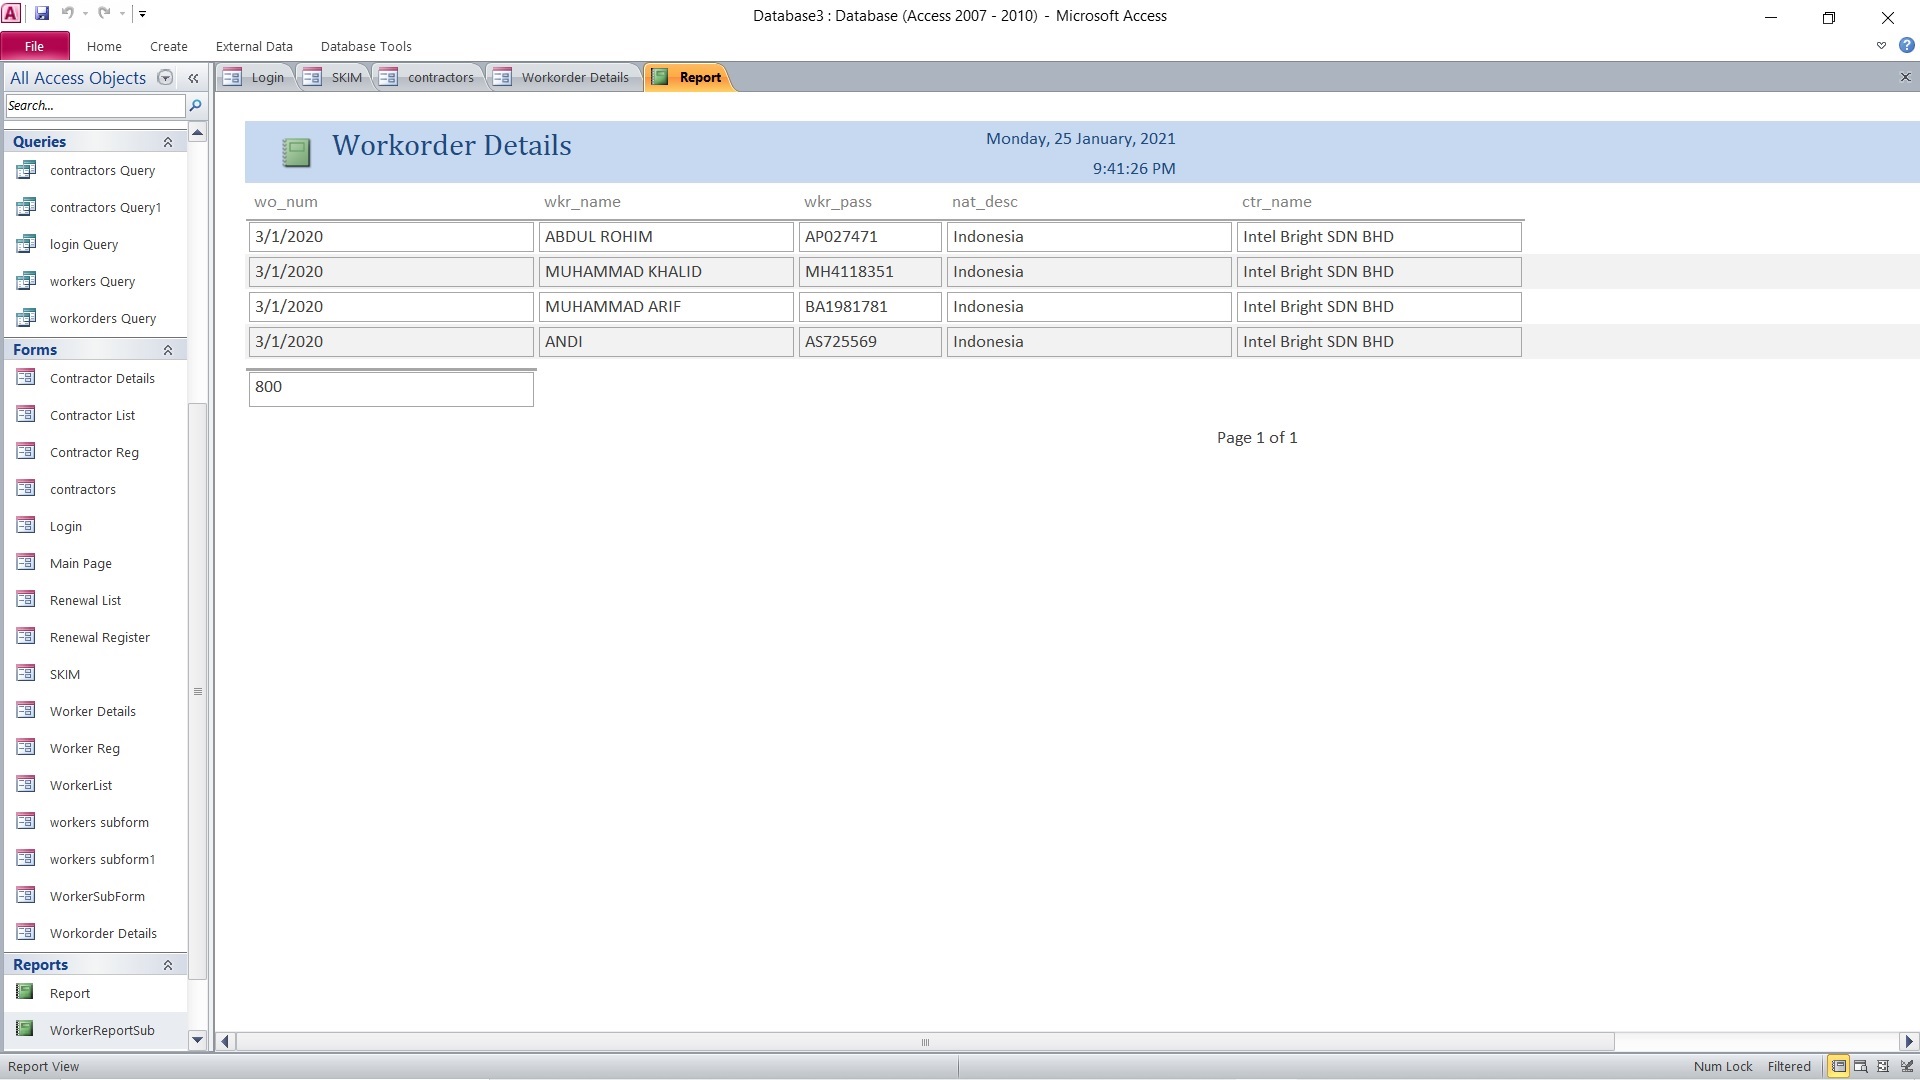 Database3 : Database (Access 2007 - 2010) - Microsoft Access
File Home Create External Data Database Tools
All Access Objects
Search...
Login SKIM contractors Workorder Details Report
Queries
contractors Query
contractors Query1
login Query
workers Query
workorders Query
Forms
Contractor Details
Contractor List
Contractor Reg
contractors
Login
Main Page
Renewal List
Renewal Register
SKIM
Worker Details
Worker Reg
WorkerList
workers subform
workers subform1
WorkerSubForm
Workorder Details
Reports
Report
WorkerReportSub
Workorder Details
Monday, 25 January, 2021
9:41:26 PM
wo_num wkr_name wkr_pass nat_desc ctr_name
3/1/2020 ABDUL ROHIM AP027471 Indonesia Intel Bright SDN BHD
3/1/2020 MUHAMMAD KHALID MH4118351 Indonesia Intel Bright SDN BHD
3/1/2020 MUHAMMAD ARIF BA1981781 Indonesia Intel Bright SDN BHD
3/1/2020 ANDI AS725569 Indonesia Intel Bright SDN BHD
800
Page 1 of 1
Report View Num Lock Filtered